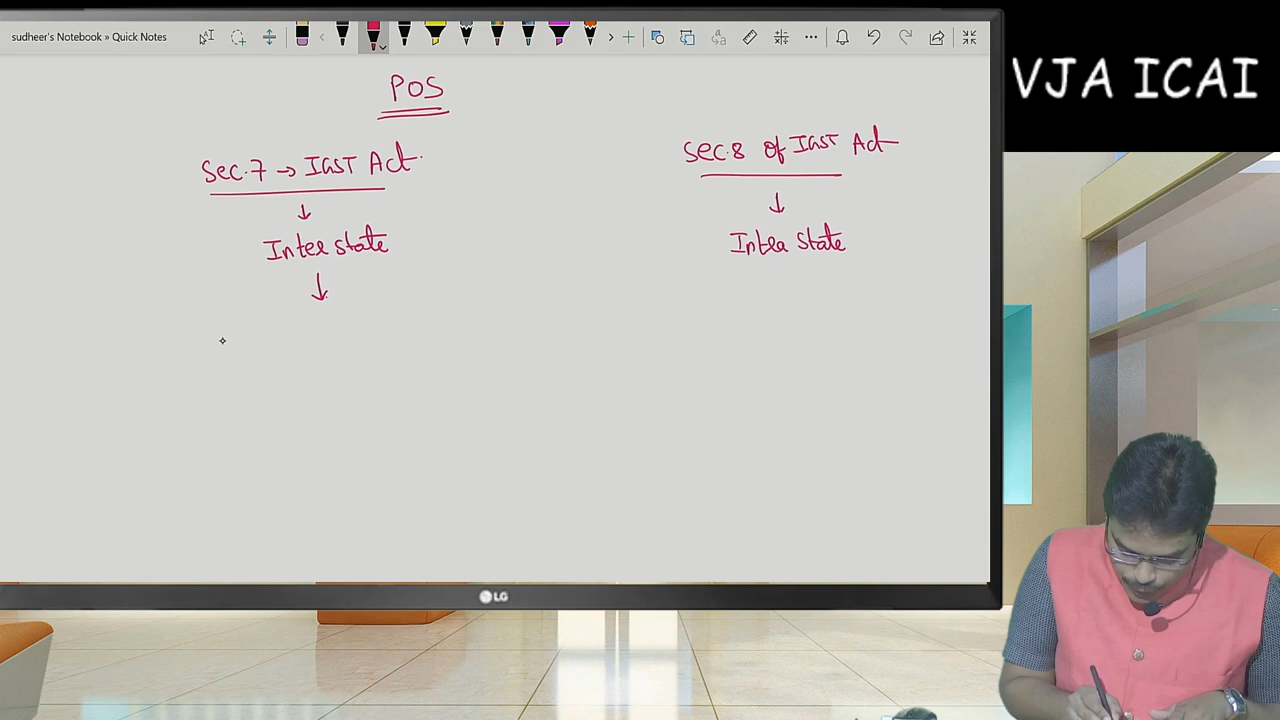 sudheer's Notebook » Quick Notes
VJA ICAI
POS
Sec.7 → IGST Act.
Sec.8 of IGST Act
↓
↓
Inter State
Intra State
↓
LG